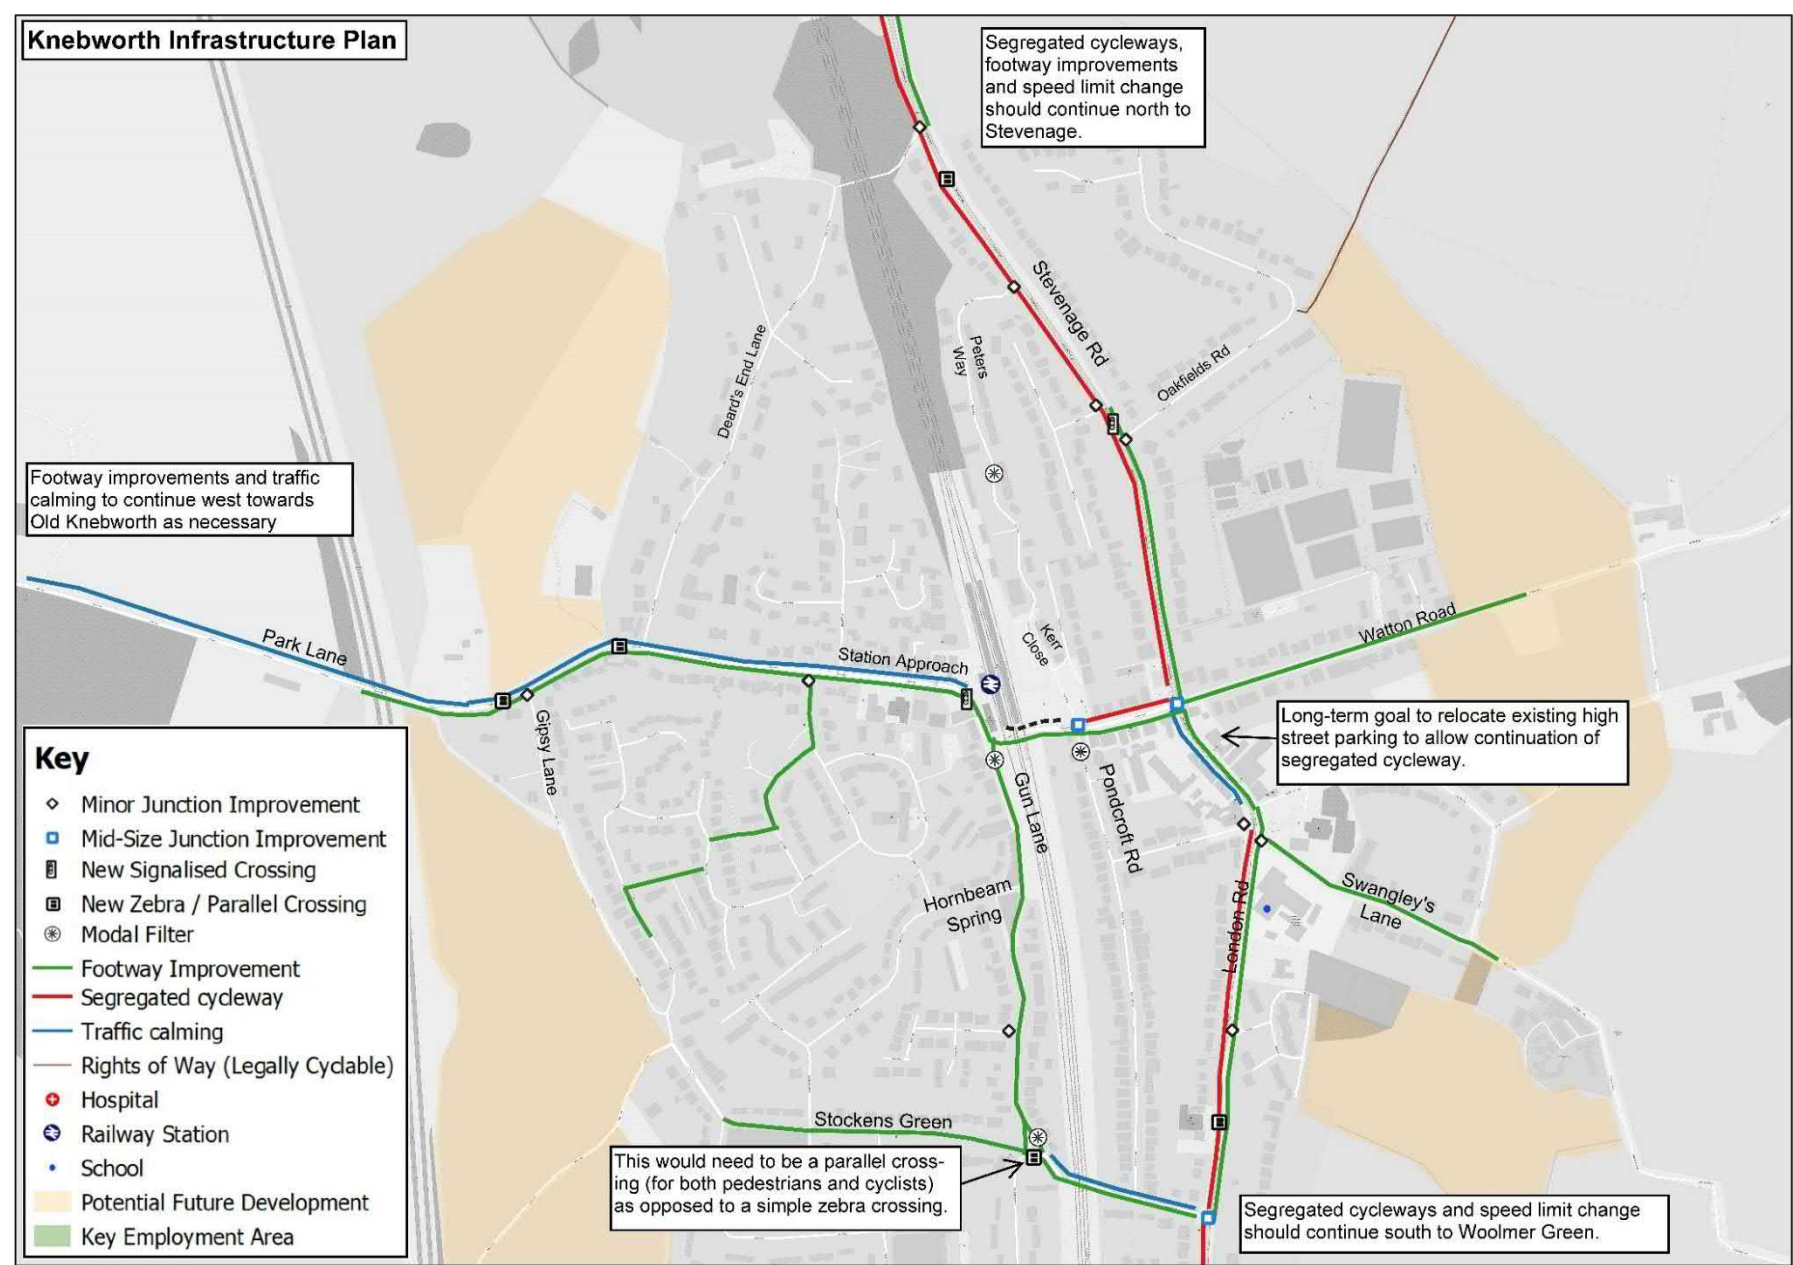 Knebworth Infrastructure Plan
Segregated cycleways,
footway improvements
and speed limit change
should continue north to
Stevenage.
Stevenage Rd
Peters
Way
Oakfields Rd
Deard's End Lane
Footway improvements and traffic
calming to continue west towards
Old Knebworth as necessary
Park Lane
Station Approach
Kerr
Close
Watton Road
Long-term goal to relocate existing high
street parking to allow continuation of
segregated cycleway.
Gipsy Lane
Gun Lane
Pondcroft Rd
Hornbeam
Spring
London Rd
Swangley's
Lane
Stockens Green
This would need to be a parallel cross-
ing (for both pedestrians and cyclists)
as opposed to a simple zebra crossing.
Segregated cycleways and speed limit change
should continue south to Woolmer Green.
Key
Minor Junction Improvement
Mid-Size Junction Improvement
New Signalised Crossing
New Zebra / Parallel Crossing
Modal Filter
Footway Improvement
Segregated cycleway
Traffic calming
Rights of Way (Legally Cyclable)
Hospital
Railway Station
School
Potential Future Development
Key Employment Area